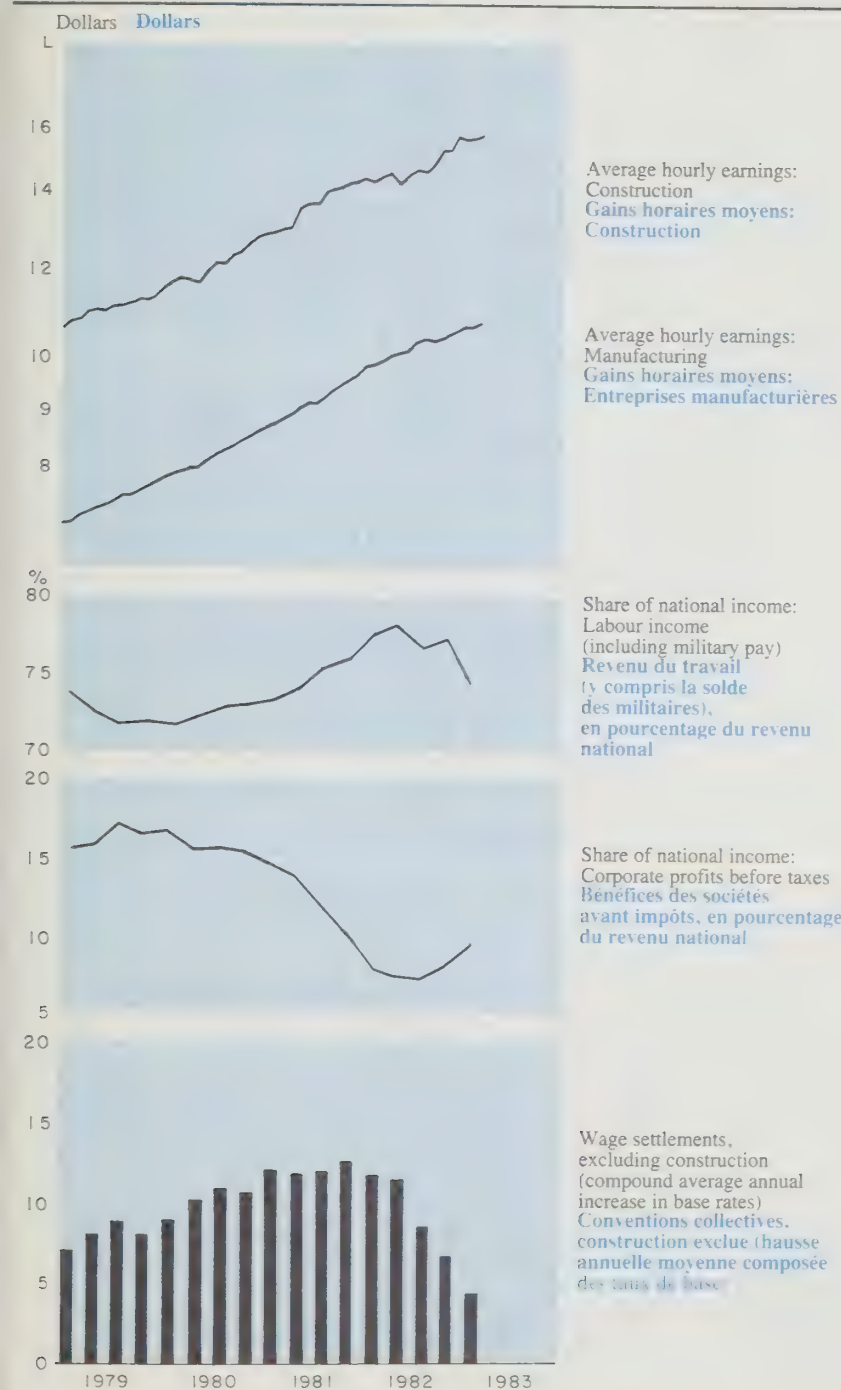 Dollars Dollars
L
16
14
12
10
9
8
Average hourly earnings:
Construction
Gains horaires moyens:
Construction
Average hourly earnings:
Manufacturing
Gains horaires moyens:
Entreprises manufacturières
%
80
75
70
Share of national income:
Labour income
(including military pay)
Revenu du travail
(y compris la solde
des militaires),
en pourcentage du revenu
national
20
15
10
5
Share of national income:
Corporate profits before taxes
Bénéfices des sociétés
avant impôts, en pourcentage
du revenu national
20
15
10
5
0
Wage settlements,
excluding construction
(compound average annual
increase in base rates)
Conventions collectives,
construction exclue (hausse
annuelle moyenne composée
des taux de base
1979 1980 1981 1982 1983